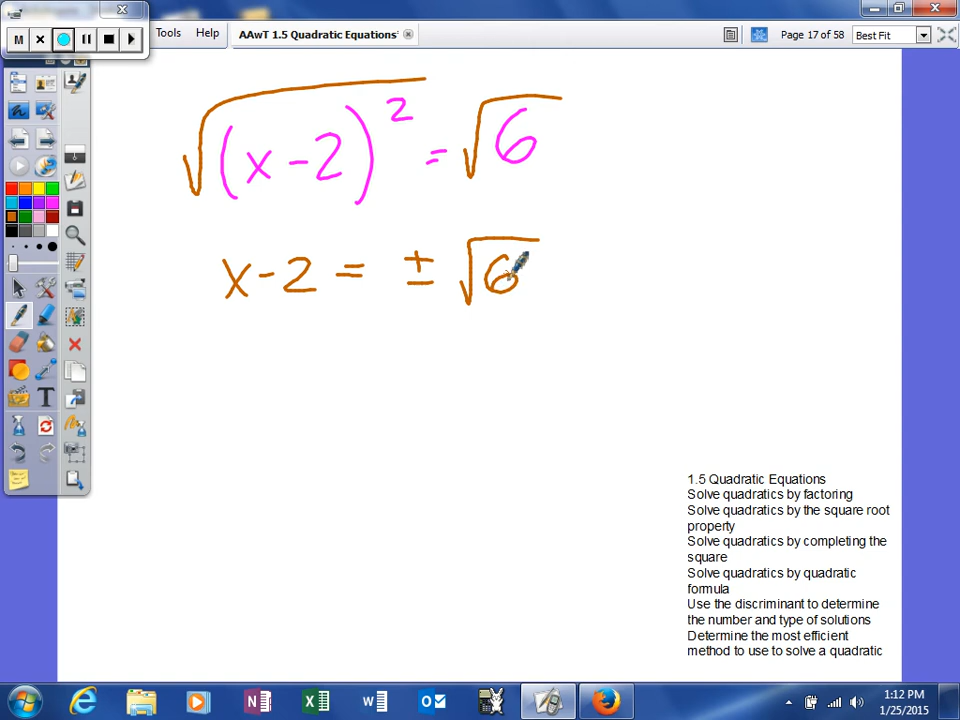 Tools Help AAwT 1.5 Quadratic Equations' Page 17 of 58 Best Fit
M
√(x-2)² = √6
x-2 = ± √6
T
1.5 Quadratic Equations
Solve quadratics by factoring
Solve quadratics by the square root
property
Solve quadratics by completing the
square
Solve quadratics by quadratic
formula
Use the discriminant to determine
the number and type of solutions
Determine the most efficient
method to use to solve a quadratic
1:12 PM
1/25/2015